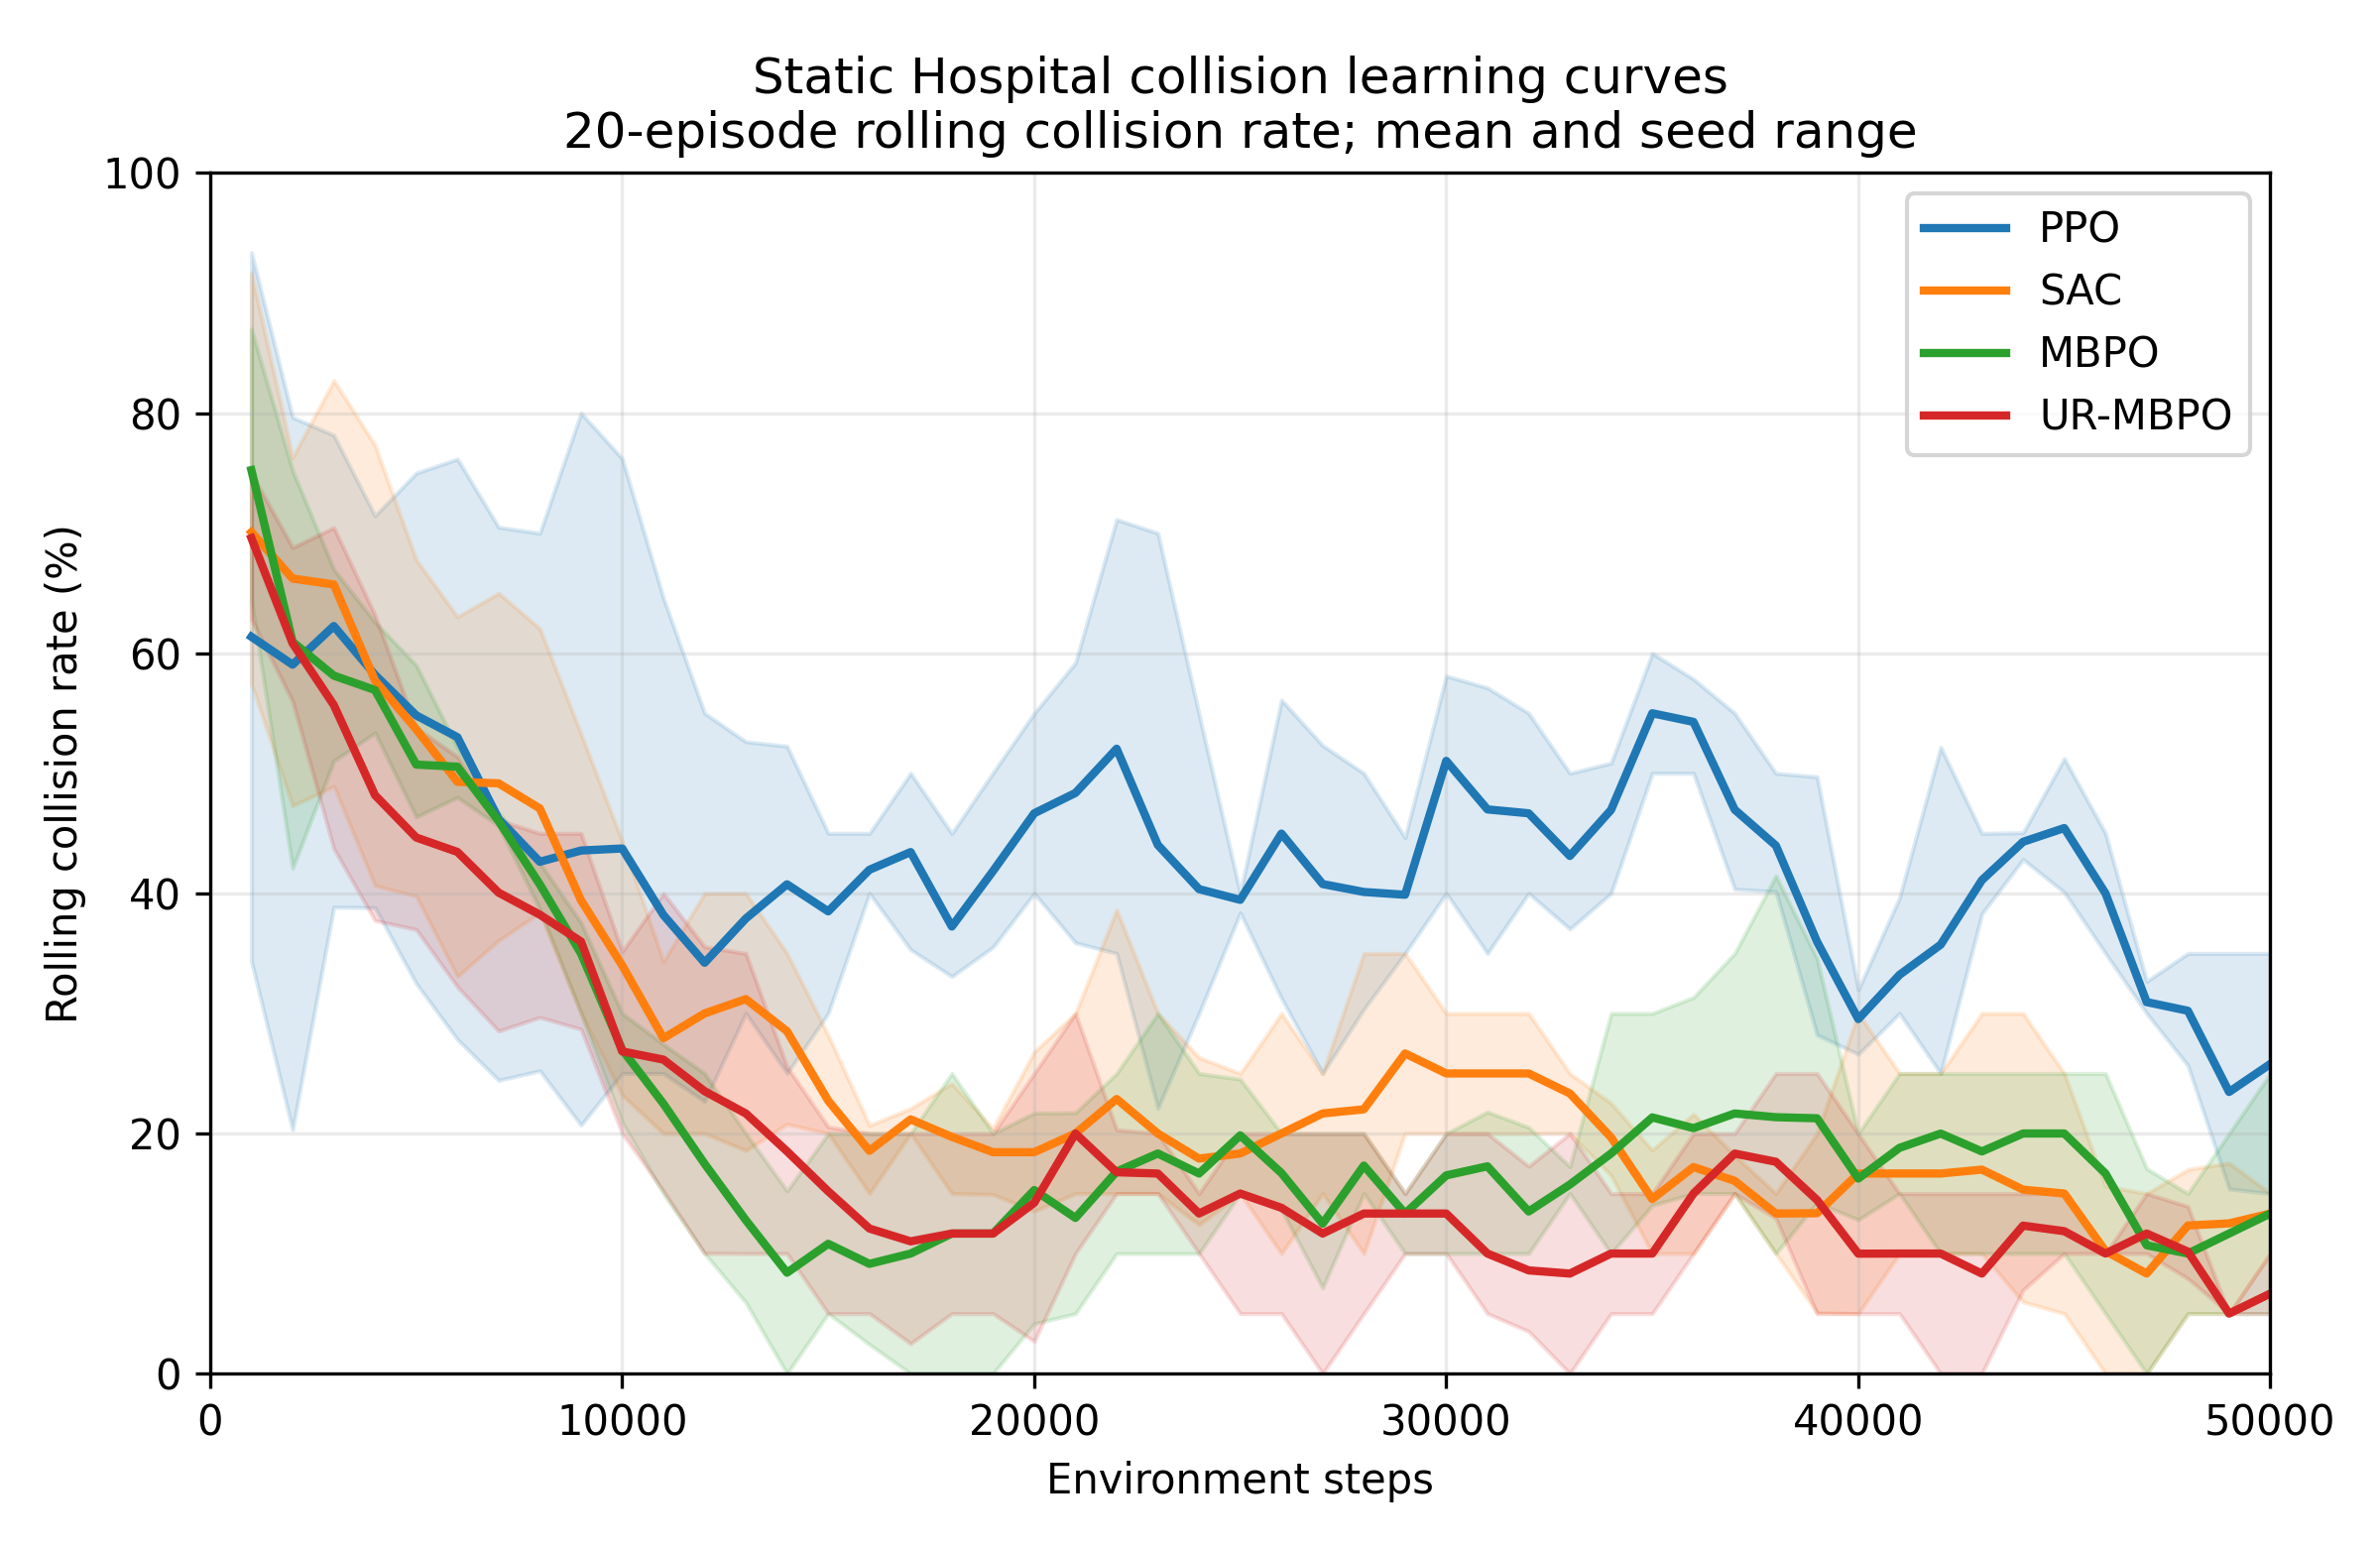 Static Hospital collision learning curves
20-episode rolling collision rate; mean and seed range
100
80
60
40
20
0
Rolling collision rate (%)
PPO
SAC
MBPO
UR-MBPO
0 10000 20000 30000 40000 50000
Environment steps